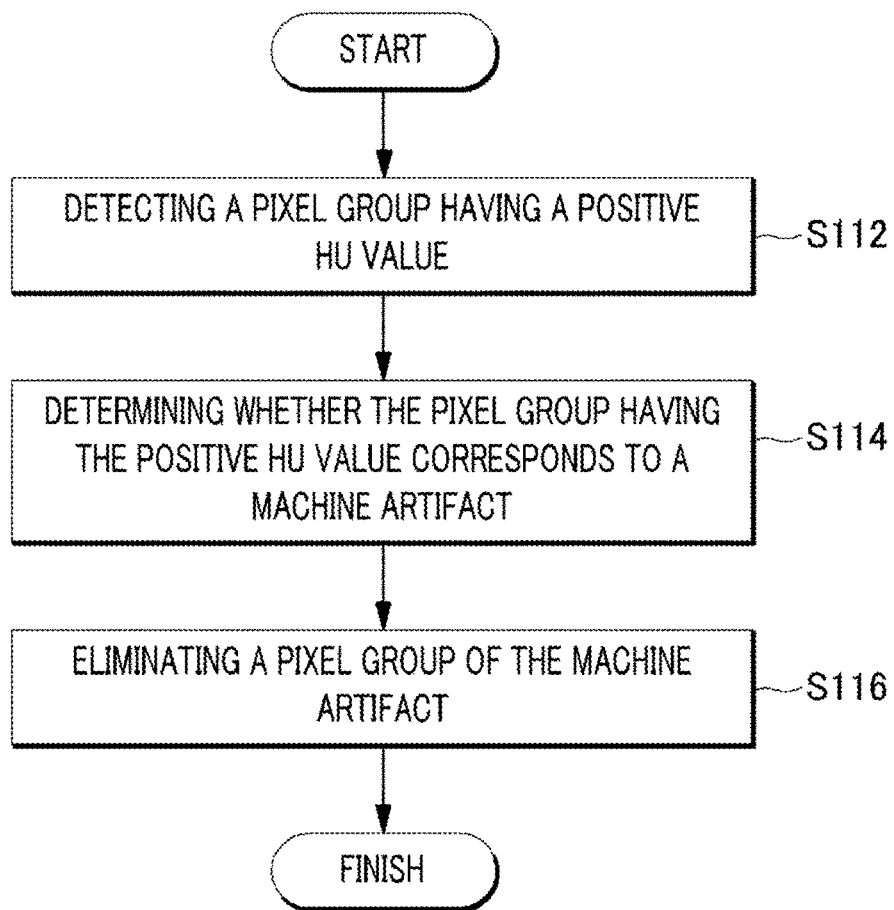 START
DETECTING A PIXEL GROUP HAVING A POSITIVE
HU VALUE
S112
DETERMINING WHETHER THE PIXEL GROUP HAVING
THE POSITIVE HU VALUE CORRESPONDS TO A
MACHINE ARTIFACT
S114
ELIMINATING A PIXEL GROUP OF THE MACHINE
ARTIFACT
S116
FINISH